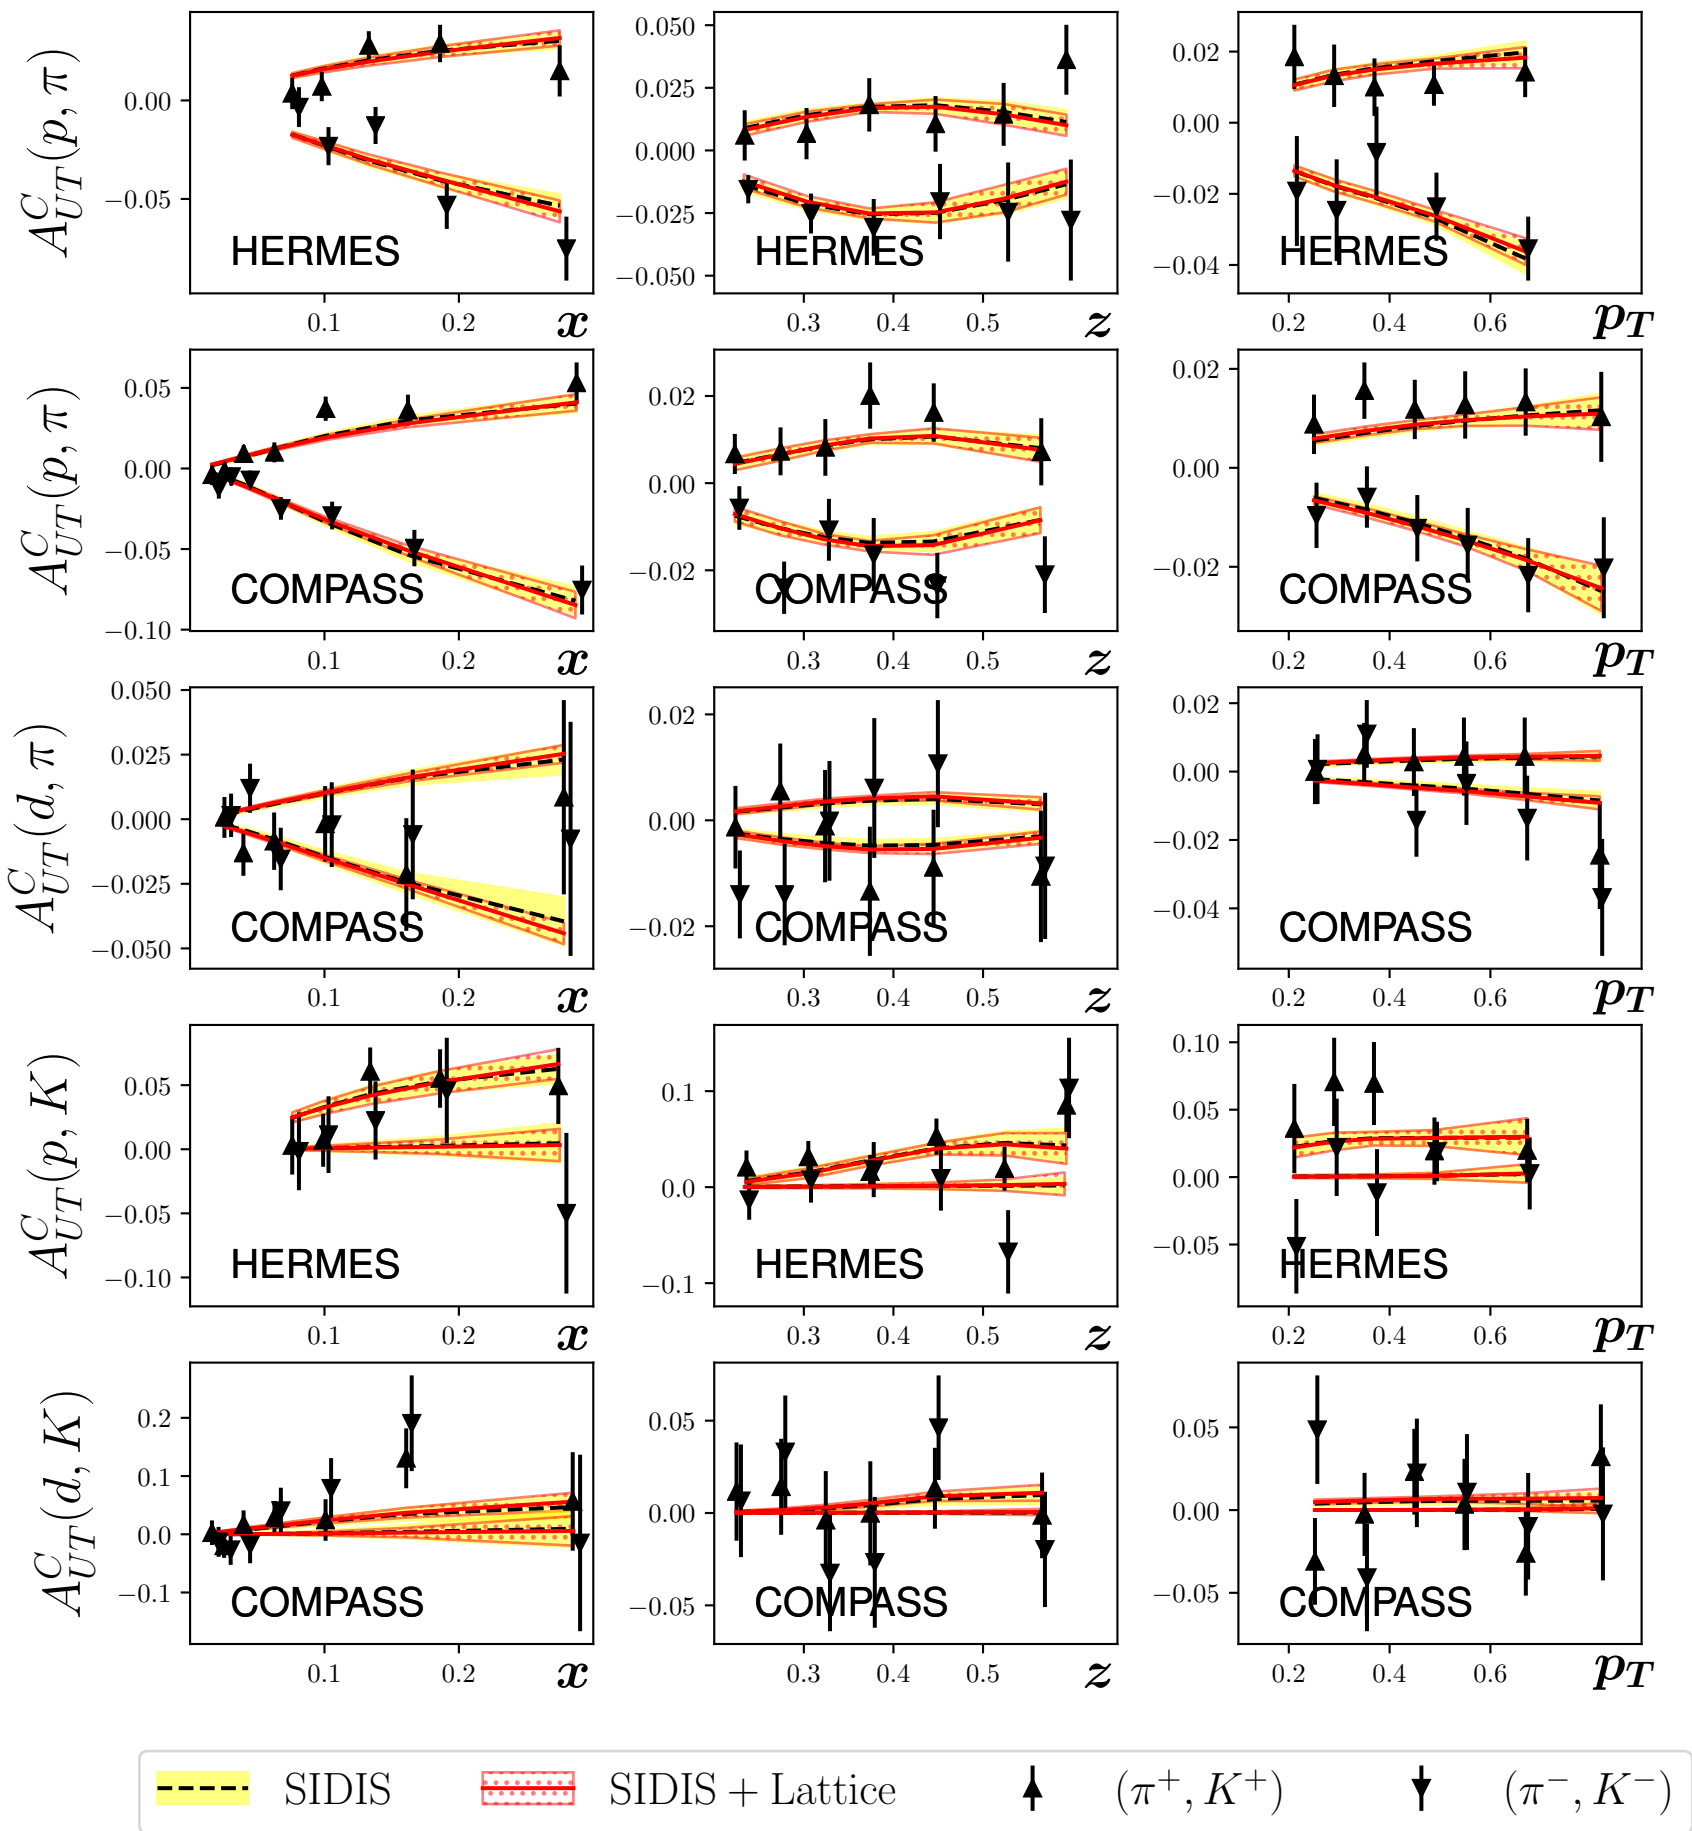 A_{UT}^{C}(p, π)
0.00
−0.05
HERMES
0.1 0.2 x
0.050
0.025
0.000
−0.025
−0.050
HERMES
0.3 0.4 0.5 z
0.02
0.00
−0.02
−0.04
HERMES
0.2 0.4 0.6 p_T
A_{UT}^{C}(p, π)
0.05
0.00
−0.05
−0.10
COMPASS
0.1 0.2 x
0.02
0.00
−0.02
COMPASS
0.3 0.4 0.5 z
0.02
0.00
−0.02
COMPASS
0.2 0.4 0.6 p_T
A_{UT}^{C}(d, π)
0.050
0.025
0.000
−0.025
−0.050
COMPASS
0.1 0.2 x
0.02
0.00
−0.02
COMPASS
0.3 0.4 0.5 z
0.02
0.00
−0.02
−0.04
COMPASS
0.2 0.4 0.6 p_T
A_{UT}^{C}(p, K)
0.05
0.00
−0.05
−0.10
HERMES
0.1 0.2 x
0.1
0.0
−0.1
HERMES
0.3 0.4 0.5 z
0.10
0.05
0.00
−0.05
HERMES
0.2 0.4 0.6 p_T
A_{UT}^{C}(d, K)
0.2
0.1
0.0
−0.1
COMPASS
0.1 0.2 x
0.05
0.00
−0.05
COMPASS
0.3 0.4 0.5 z
0.05
0.00
−0.05
COMPASS
0.2 0.4 0.6 p_T
SIDIS SIDIS + Lattice (π⁺, K⁺) (π⁻, K⁻)